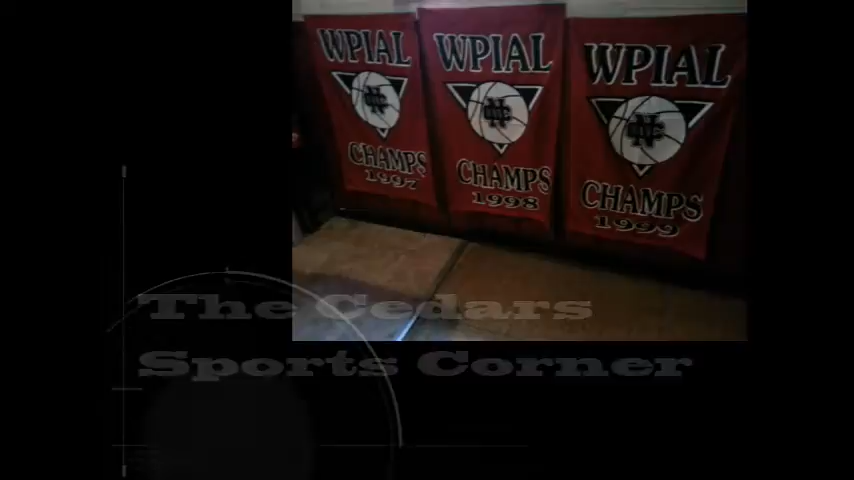 WPIAL
CHAMPS
1997
WPIAL
CHAMPS
1998
WPIAL
CHAMPS
1999
The Cedars
Sports Corner